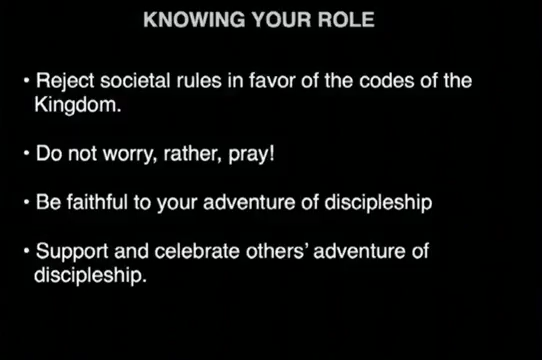 KNOWING YOUR ROLE
• Reject societal rules in favor of the codes of the
Kingdom.
• Do not worry, rather, pray!
• Be faithful to your adventure of discipleship
• Support and celebrate others’ adventure of
discipleship.